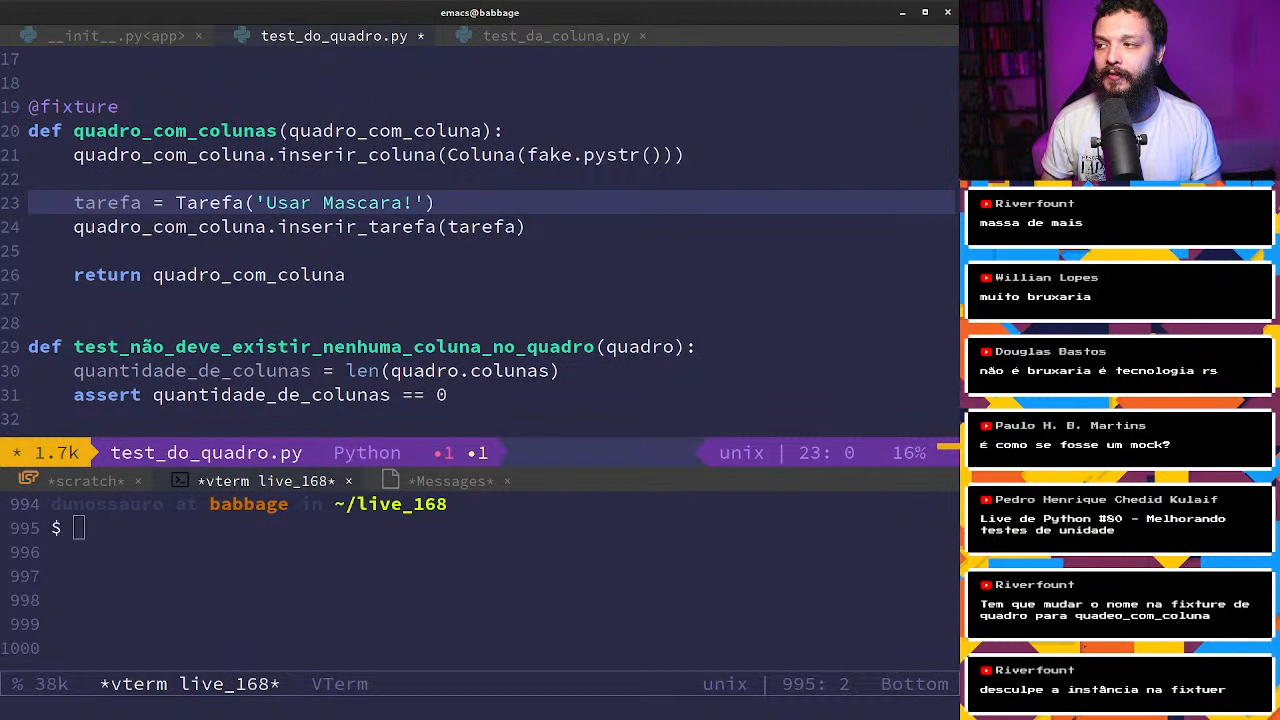 emacs@babbage
__init__.py<app> ×
test_do_quadro.py •
test_da_coluna.py ×
17
18
19 @fixture
20 def quadro_com_colunas(quadro_com_coluna):
21 quadro_com_coluna.inserir_coluna(Coluna(fake.pystr()))
22
23 tarefa = Tarefa('Usar Mascara!')
24 quadro_com_coluna.inserir_tarefa(tarefa)
25
26 return quadro_com_coluna
27
28
29 def test_não_deve_existir_nenhuma_coluna_no_quadro(quadro):
30 quantidade_de_colunas = len(quadro.colunas)
31 assert quantidade_de_colunas == 0
32
* 1.7k test_do_quadro.py Python •1 •1 unix | 23: 0 16%
*scratch* × *vterm live_168* × *Messages* ×
994 dunossauro at babbage in ~/live_168
995 $
996
997
998
999
1000
% 38k *vterm live_168* VTerm unix | 995: 2 Bottom
Riverfount
massa de mais
Willian Lopes
muito bruxaria
Douglas Bastos
não é bruxaria é tecnologia rs
Paulo H. B. Martins
é como se fosse um mock?
Pedro Henrique Chedid Kulaif
Live de Python #80 - Melhorando
testes de unidade
Riverfount
Tem que mudar o nome na fixture de
quadro para quadeo_com_coluna
Riverfount
desculpe a instância na fixtuer